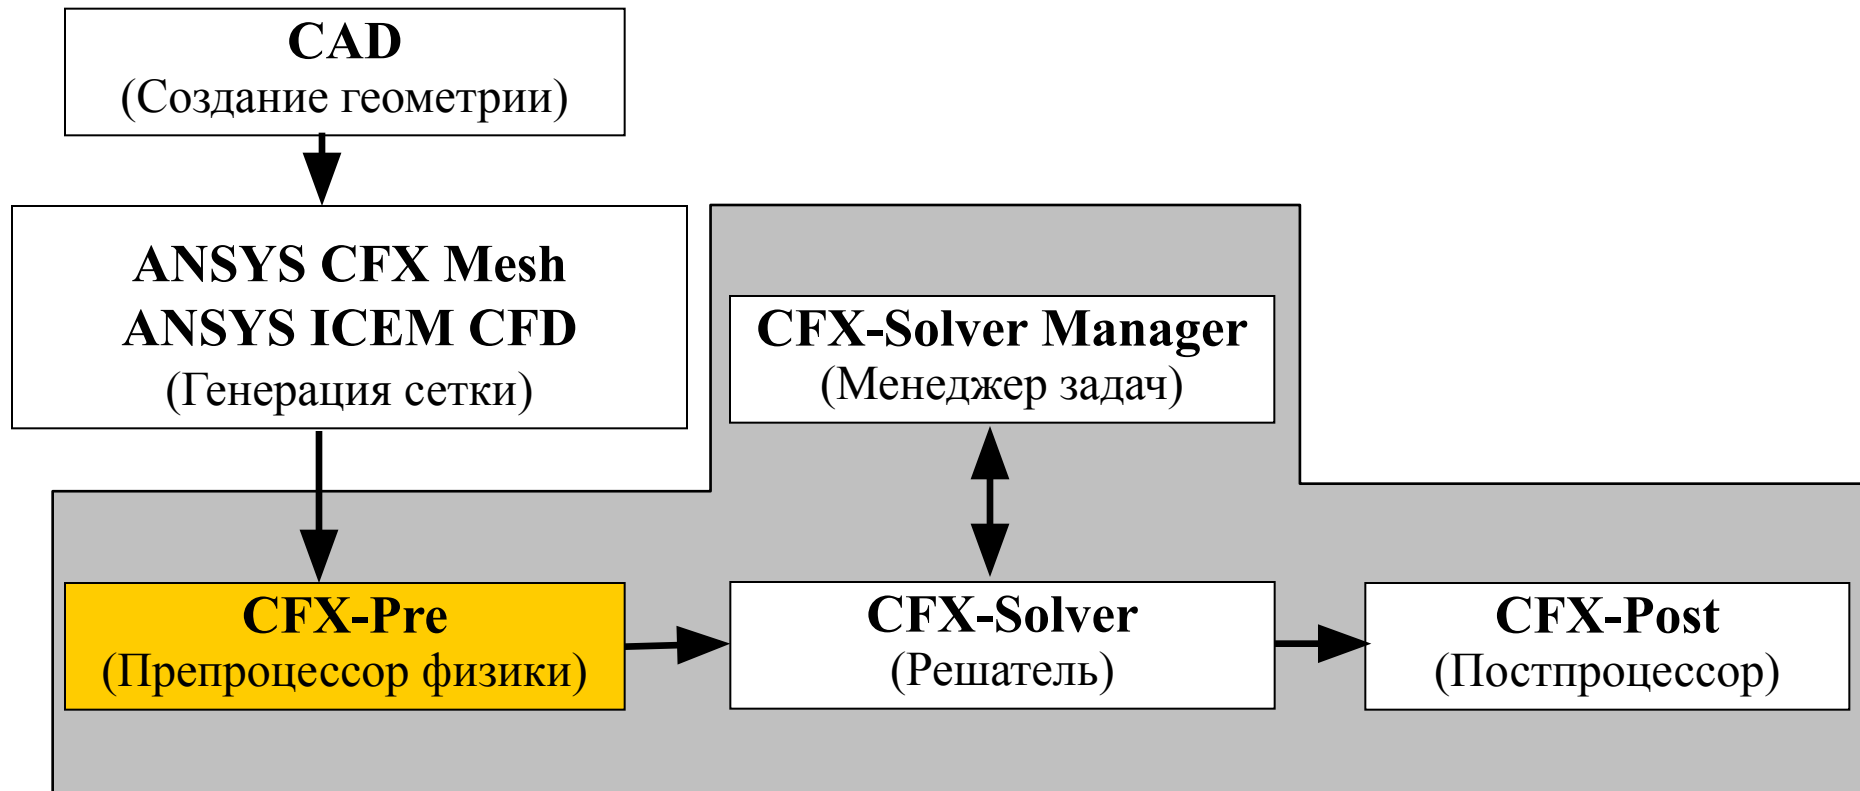 CAD
(Создание геометрии)
ANSYS CFX Mesh
ANSYS ICEM CFD
(Генерация сетки)
CFX-Solver Manager
(Менеджер задач)
CFX-Pre
(Препроцессор физики)
CFX-Solver
(Решатель)
CFX-Post
(Постпроцессор)